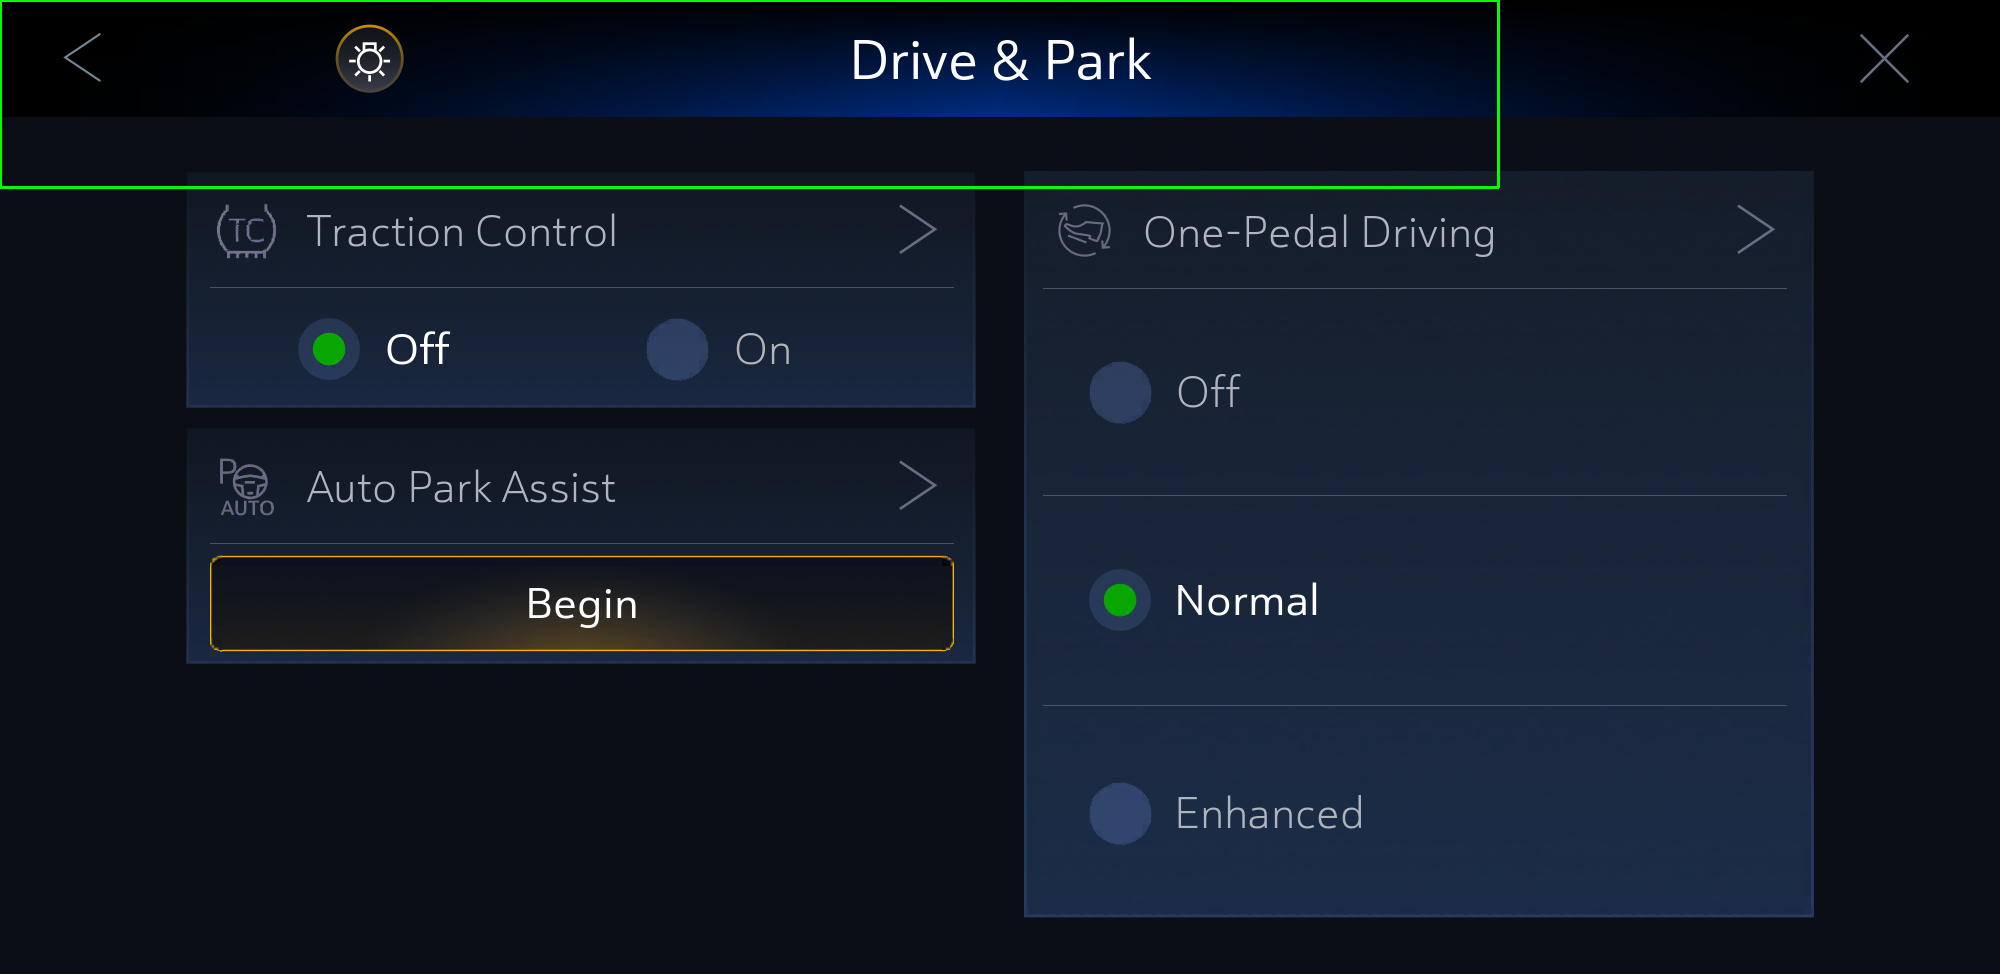 Drive & Park
TC
Traction Control
Off
On
P
AUTO
Auto Park Assist
Begin
One-Pedal Driving
Off
Normal
Enhanced